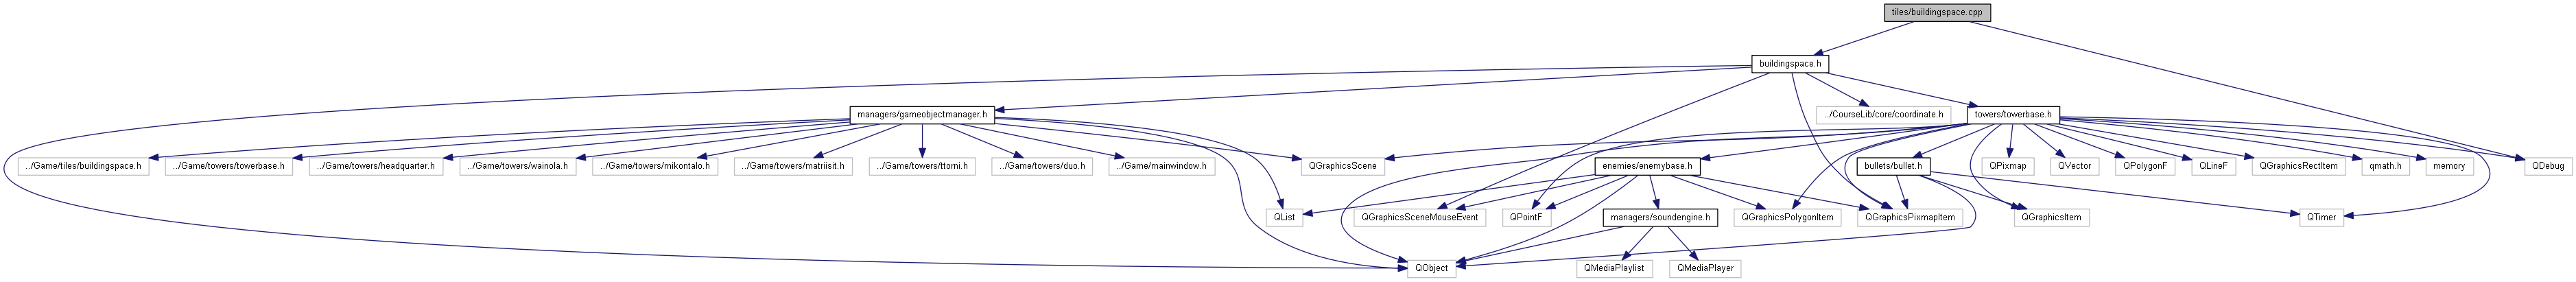 tiles/buildingspace.cpp
buildingspace.h
managers/gameobjectmanager.h
../CourseLib/core/coordinate.h
towers/towerbase.h
../Game/tiles/buildingspace.h
../Game/towers/towerbase.h
../Game/towers/headquarter.h
../Game/towers/wainola.h
../Game/towers/mikontalo.h
../Game/towers/matriisit.h
../Game/towers/ttorni.h
../Game/towers/duo.h
../Game/mainwindow.h
QGraphicsScene
enemies/enemybase.h
bullets/bullet.h
QPixmap
QVector
QPolygonF
QLineF
QGraphicsRectItem
qmath.h
memory
QDebug
QList
QGraphicsSceneMouseEvent
QPointF
managers/soundengine.h
QGraphicsPolygonItem
QGraphicsPixmapItem
QGraphicsItem
QTimer
QObject
QMediaPlaylist
QMediaPlayer